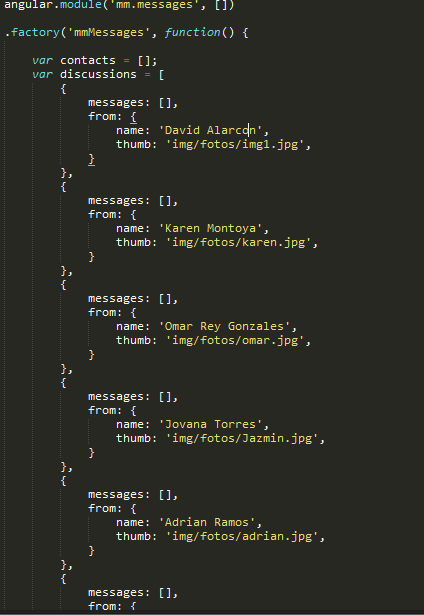 angular.module('mm.messages', [])
.factory('mmMessages', function() {
var contacts = [];
var discussions = [
{
messages: [],
from: {
name: 'David Alarcon',
thumb: 'img/fotos/img1.jpg',
}
},
{
messages: [],
from: {
name: 'Karen Montoya',
thumb: 'img/fotos/karen.jpg',
}
},
{
messages: [],
from: {
name: 'Omar Rey Gonzales',
thumb: 'img/fotos/omar.jpg',
}
},
{
messages: [],
from: {
name: 'Jovana Torres',
thumb: 'img/fotos/Jazmin.jpg',
}
},
{
messages: [],
from: {
name: 'Adrian Ramos',
thumb: 'img/fotos/adrian.jpg',
}
},
{
messages: [],
from: {